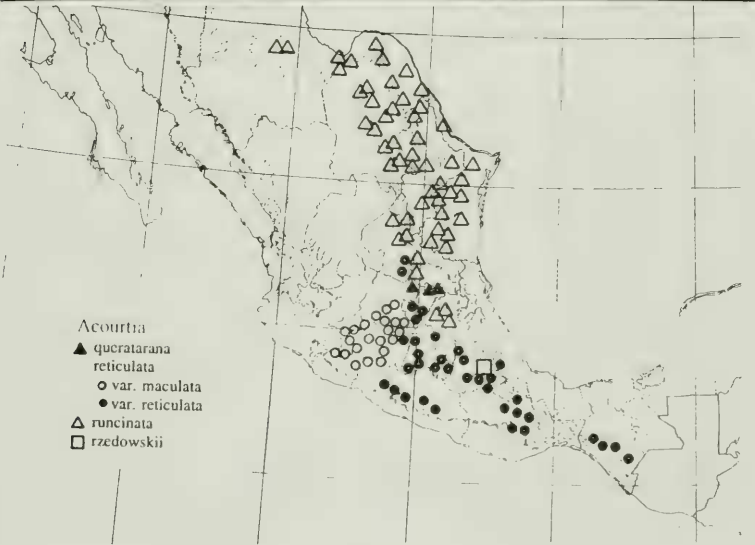 Acourtia
queratarana
reticulata
var. maculata
var. reticulata
runcinata
rzedowskii